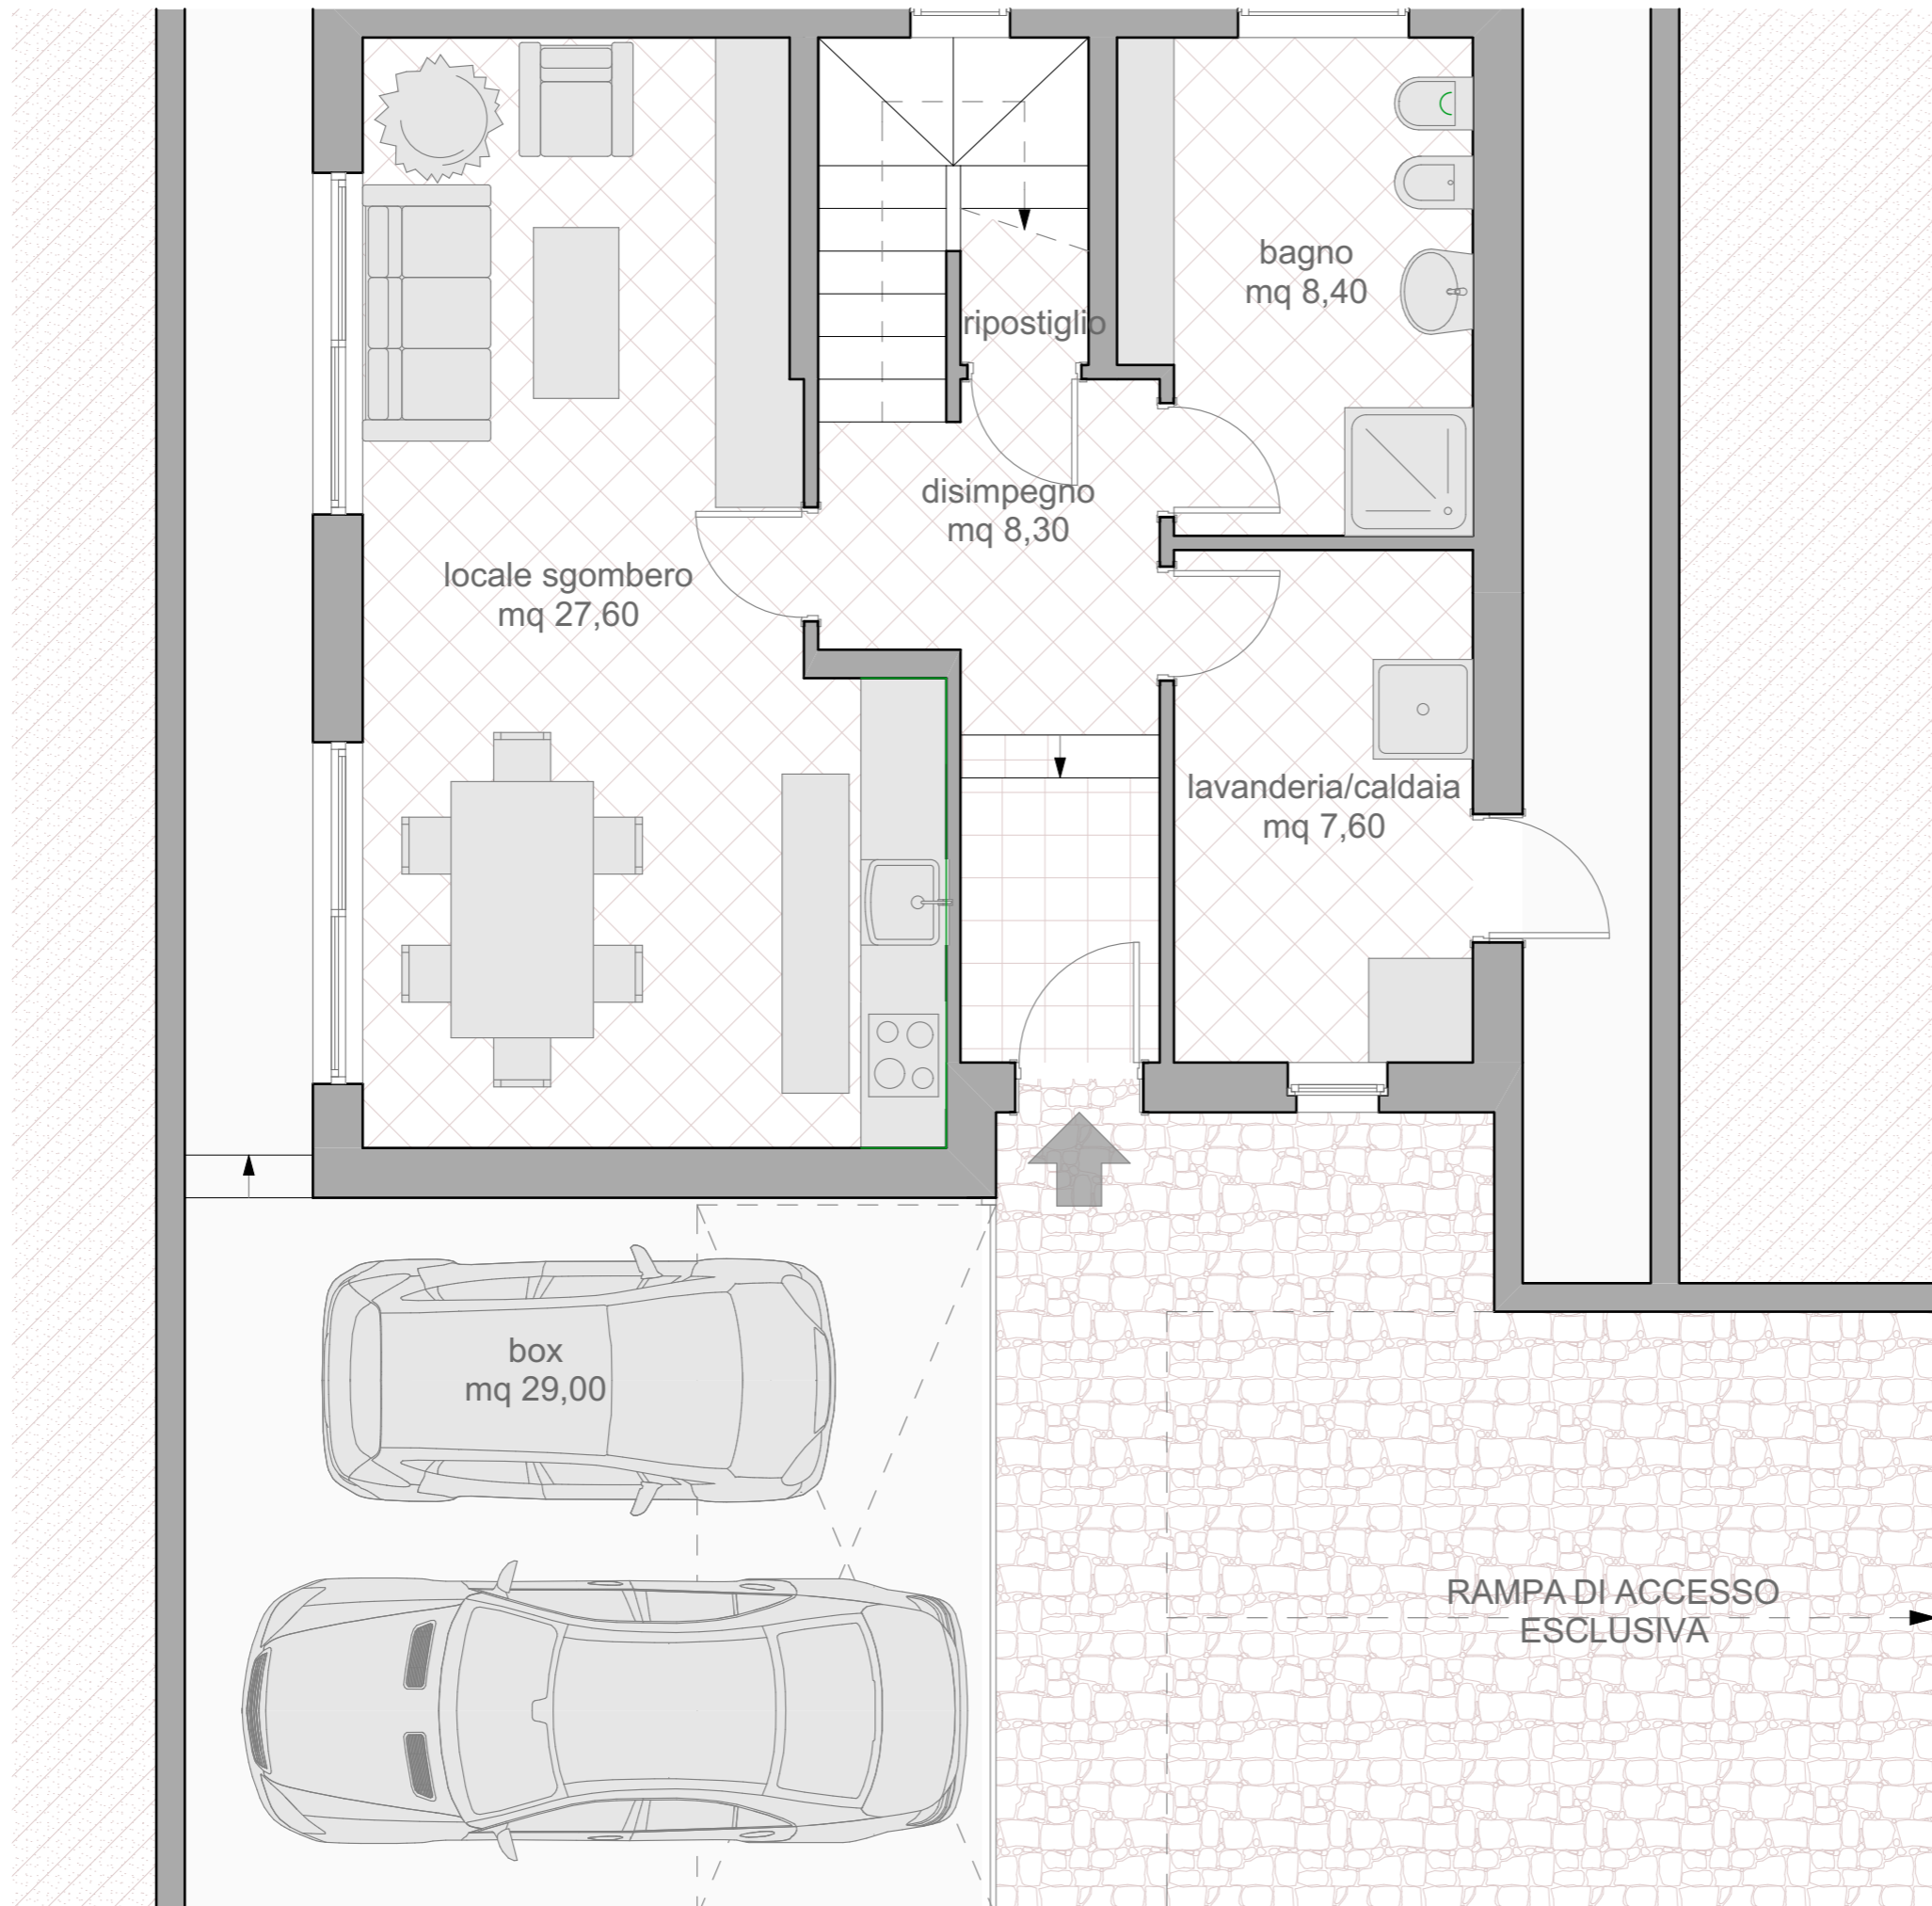 bagno
mq 8,40
ripostiglio
disimpegno
mq 8,30
locale sgombero
mq 27,60
lavanderia/caldaia
mq 7,60
box
mq 29,00
RAMPA DI ACCESSO
ESCLUSIVA